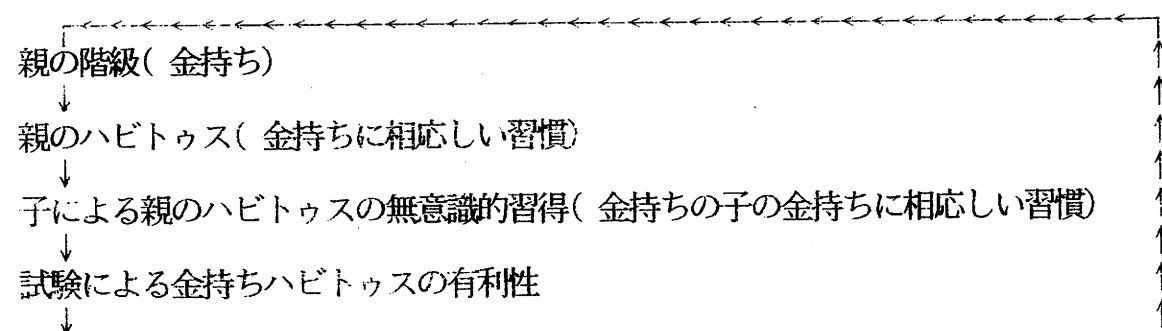 親の階級( 金持ち)
↓
親のハビトゥス( 金持ちに相応しい習慣)
↓
子による親のハビトゥスの無意識的習得( 金持ちの子の金持ちに相応しい習慣)
↓
試験による金持ちハビトゥスの有利性
↓